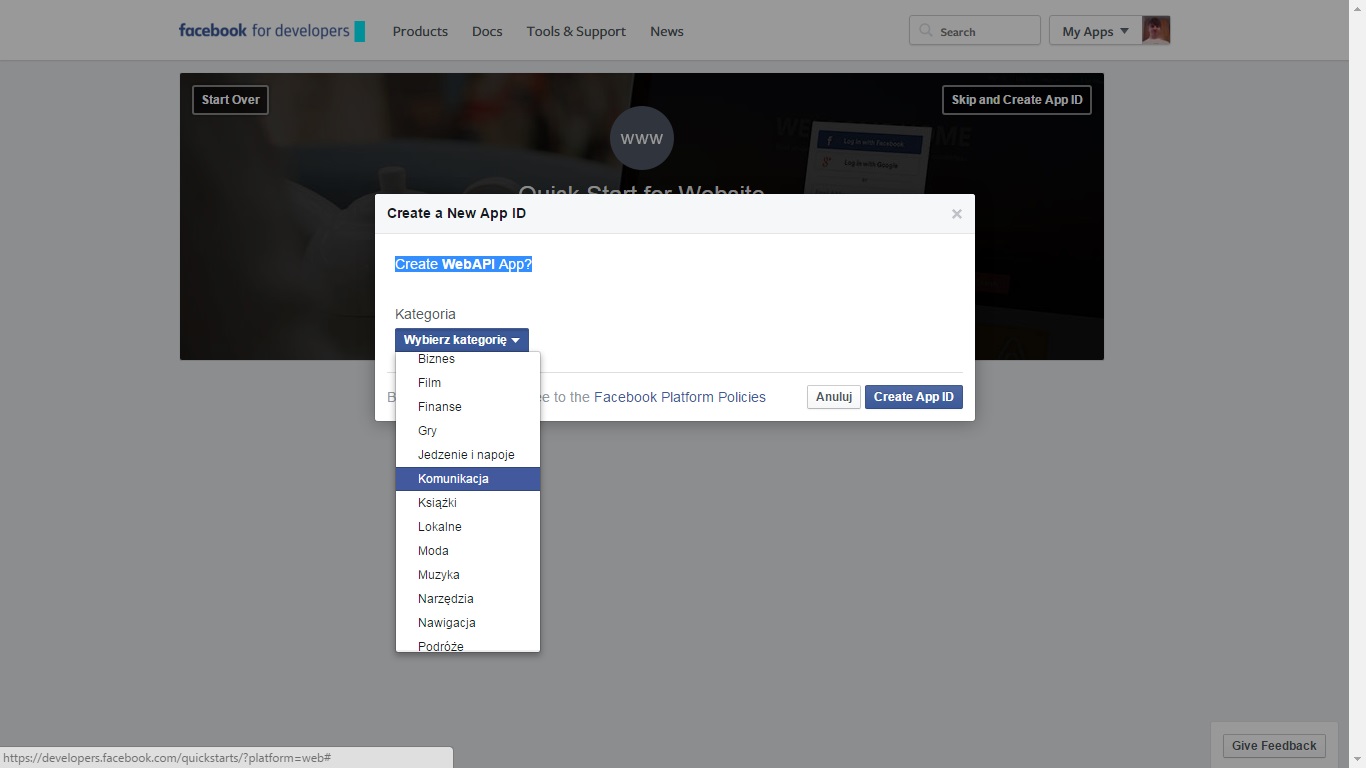 facebook for developers
Products
Docs
Tools & Support
News
Search
My Apps
Start Over
Skip and Create App ID
WWW
Quick Start for Website
Log in with Facebook
Log in with Google
Create a New App ID
Create WebAPI App?
Kategoria
Wybierz kategorię
Biznes
Film
Finanse
Gry
Jedzenie i napoje
Komunikacja
Książki
Lokalne
Moda
Muzyka
Narzędzia
Nawigacja
Podróże
to the Facebook Platform Policies
Anuluj
Create App ID
Give Feedback
https://developers.facebook.com/quickstarts/?platform=web#